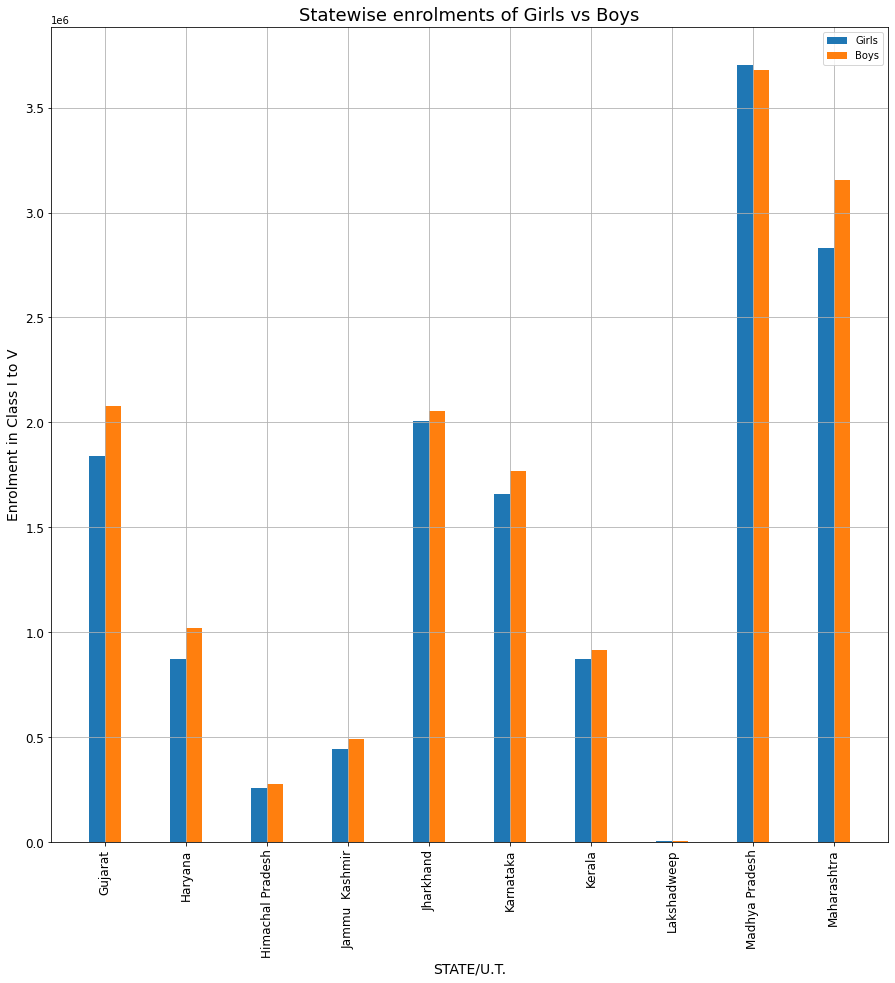 Statewise enrolments of Girls vs Boys
1e6
Girls
Boys
3.5
3.0
2.5
2.0
1.5
1.0
0.5
0.0
Enrolment in Class I to V
Gujarat
Haryana
Himachal Pradesh
Jammu  Kashmir
Jharkhand
Karnataka
Kerala
Lakshadweep
Madhya Pradesh
Maharashtra
STATE/U.T.